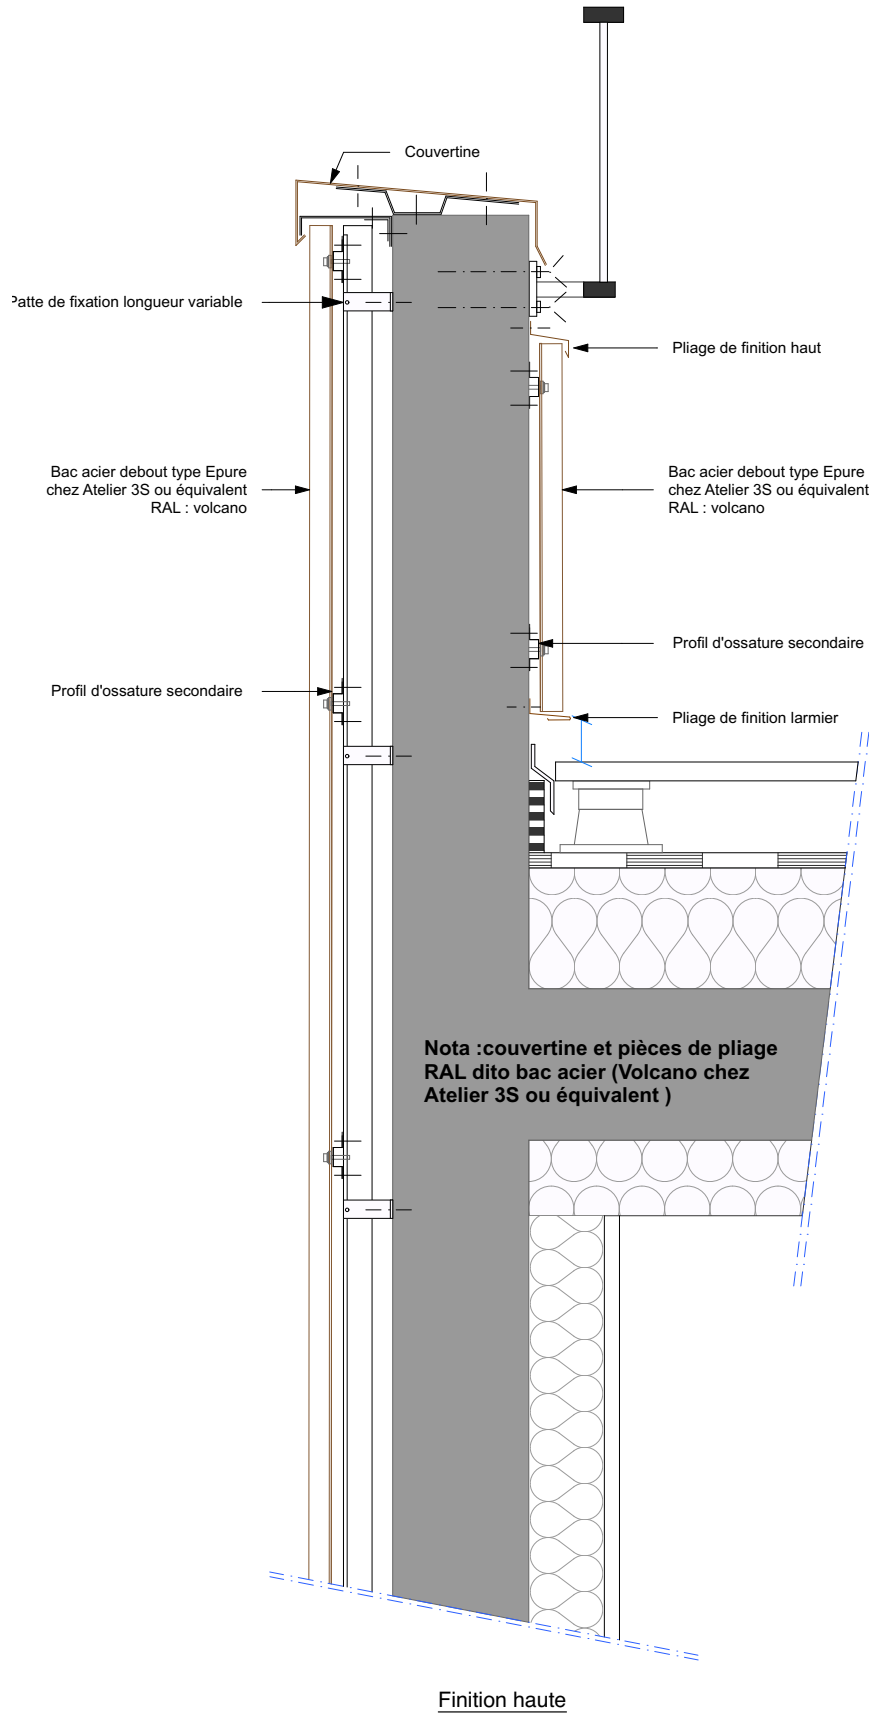 Couvertine
Patte de fixation longueur variable
Pliage de finition haut
Bac acier debout type Epure
chez Atelier 3S ou équivalent
RAL : volcano
Bac acier debout type Epure
chez Atelier 3S ou équivalent
RAL : volcano
Profil d'ossature secondaire
Profil d'ossature secondaire
Pliage de finition larmier
Nota :couvertine et pièces de pliage
RAL dito bac acier (Volcano chez
Atelier 3S ou équivalent )
Finition haute